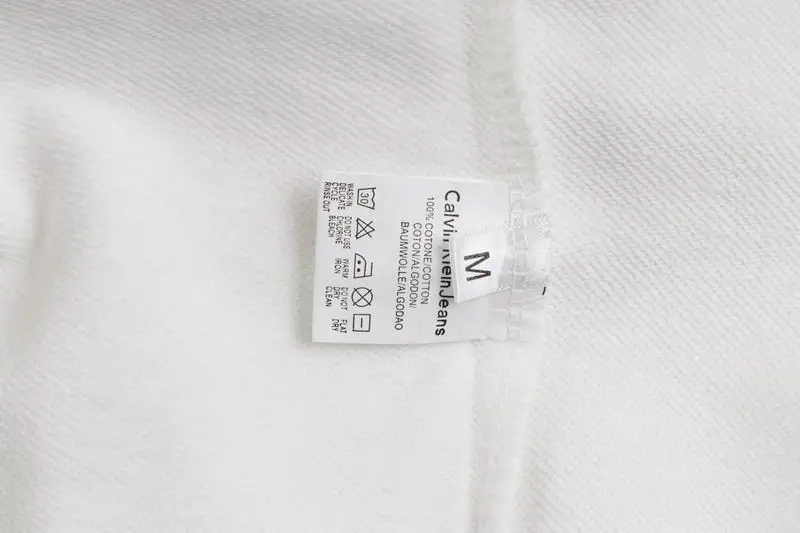 Calvin Klein Jeans
M
100% COTONE/COTTON
COTON/ALGODON/
BAUMWOLLE/ALGODAO
30
WASH IN
DELICATE
CYCLE
RINSE OUT
DO NOT USE
CHLORINE
BLEACH
WARM
IRON
DO NOT
DRY
CLEAN
FLAT
DRY